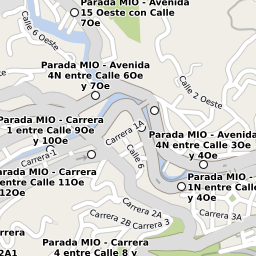 Parada MIO - Avenida
15 Oeste con Calle
7Oe
Calle 6 Oeste
Parada MIO - Avenida
4N entre Calle 6Oe
y 7Oe
Calle 2 Oeste
Parada MIO - Carrera
1 entre Calle 9Oe
y 10Oe
Carrera 1A
Parada MIO - Avenida
4N entre Calle 3Oe
y 4Oe
Carrera 1
Calle 6
Parada MIO - Carrera
entre Calle 11Oe
12Oe
Parada MIO - Carrera
1N entre Calle 3Oe
y 4Oe
Carrera 2A
Carrera 3A
Carrera 2B
Carrera 3
2A1
Parada MIO - Carrera
4 entre Calle 8 y